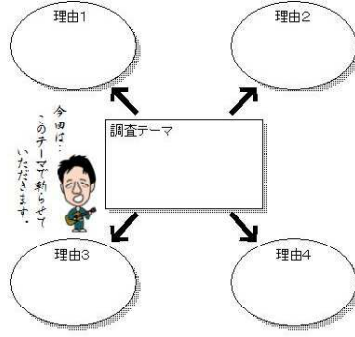 理由1
理由2
調査テーマ
今回は…
このテーマで釣らせて
いただきます。
理由3
理由4